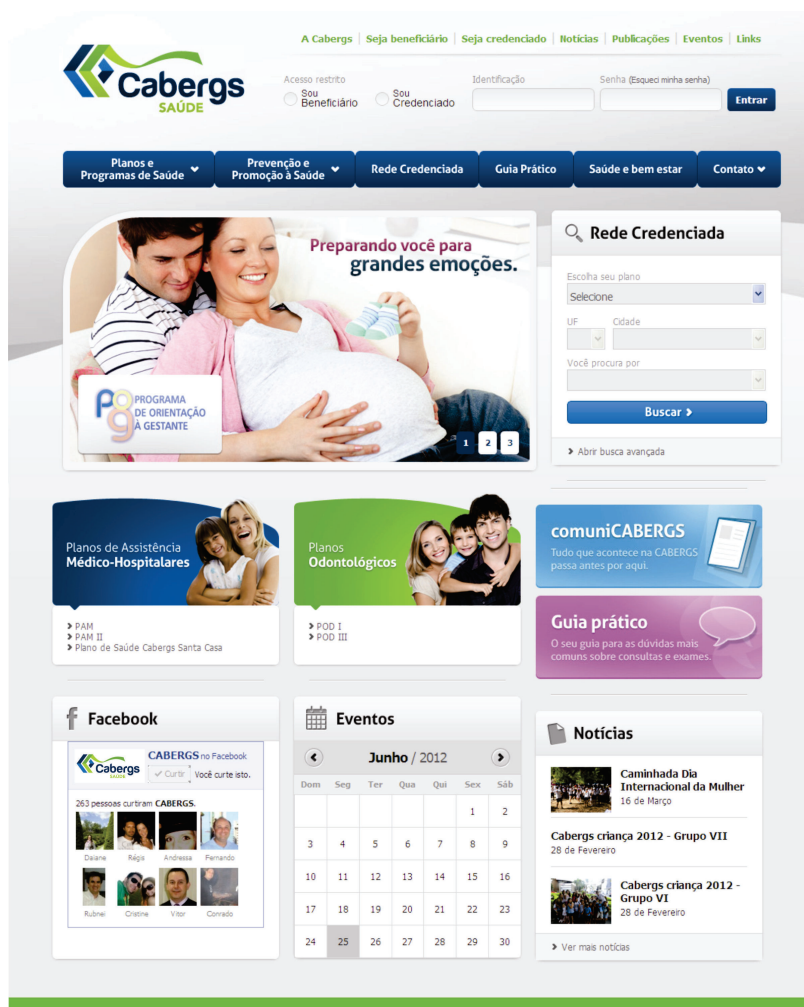 A Cabergs | Seja beneficiário | Seja credenciado | Notícias | Publicações | Eventos | Links
Cabergs
SAÚDE
Acesso restrito
Sou
Beneficiário
Sou
Credenciado
Identificação
Senha (Esqueci minha senha)
Entrar
Planos e
Programas de Saúde
Prevenção e
Promoção à Saúde
Rede Credenciada
Guia Prático
Saúde e bem estar
Contato
Preparando você para
grandes emoções.
pog
PROGRAMA
DE ORIENTAÇÃO
À GESTANTE
1 2 3
Rede Credenciada
Escolha seu plano
Selecione
UF Cidade
Você procura por
Buscar
Abrir busca avançada
Planos de Assistência
Médico-Hospitalares
PAM
PAM II
Plano de Saúde Cabergs Santa Casa
Planos
Odontológicos
POD I
POD III
comuniCABERGS
Tudo que acontece na CABERGS
passa antes por aqui.
Guia prático
O seu guia para as dúvidas mais
comuns sobre consultas e exames.
f Facebook
Cabergs
SAÚDE
CABERGS no Facebook
Curtir Você curte isto.
263 pessoas curtiram CABERGS.
Daiane Régis Andressa Fernando
Rubnei Cristine Vitor Conrado
Eventos
Junho / 2012
Dom Seg Ter Qua Qui Sex Sáb
1 2
3 4 5 6 7 8 9
10 11 12 13 14 15 16
17 18 19 20 21 22 23
24 25 26 27 28 29 30
Notícias
Caminhada Dia
Internacional da Mulher
16 de Março
Cabergs criança 2012 - Grupo VII
28 de Fevereiro
Cabergs criança 2012 -
Grupo VI
28 de Fevereiro
Ver mais notícias